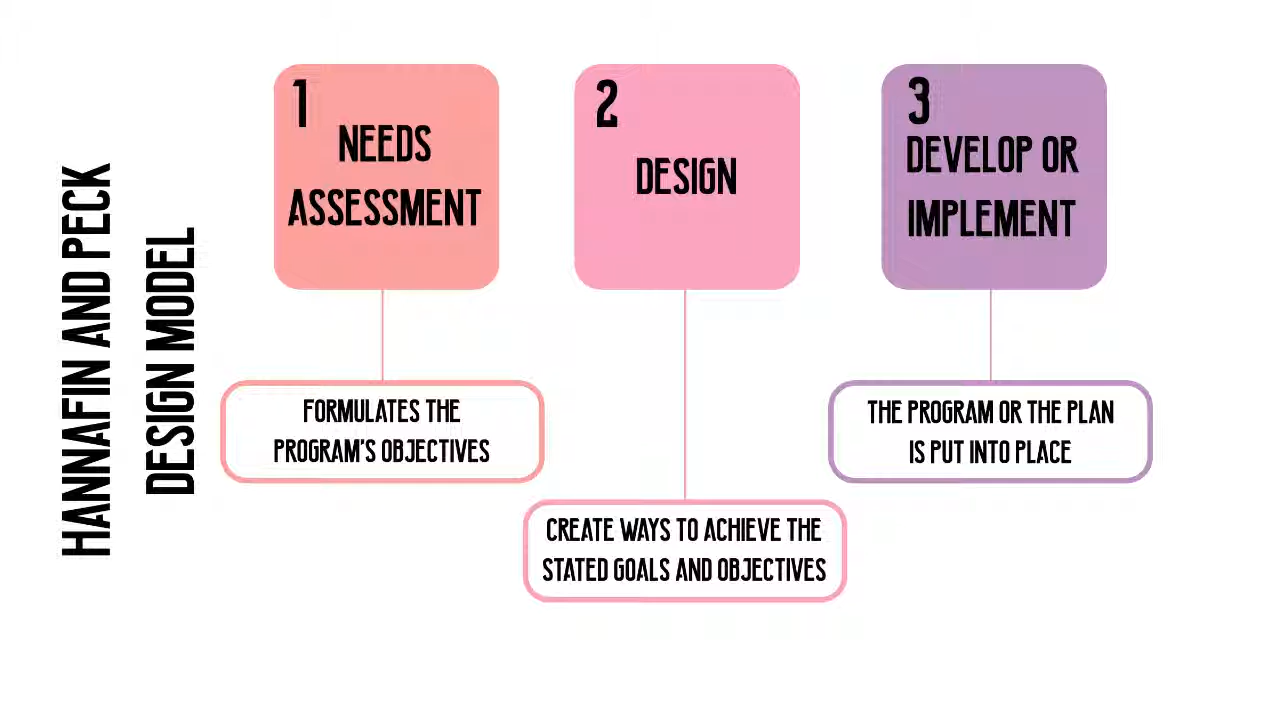 HANNAFIN AND PECK
DESIGN MODEL
1
NEEDS
ASSESSMENT
FORMULATES THE
PROGRAM'S OBJECTIVES
2
DESIGN
CREATE WAYS TO ACHIEVE THE
STATED GOALS AND OBJECTIVES
3
DEVELOP OR
IMPLEMENT
THE PROGRAM OR THE PLAN
IS PUT INTO PLACE